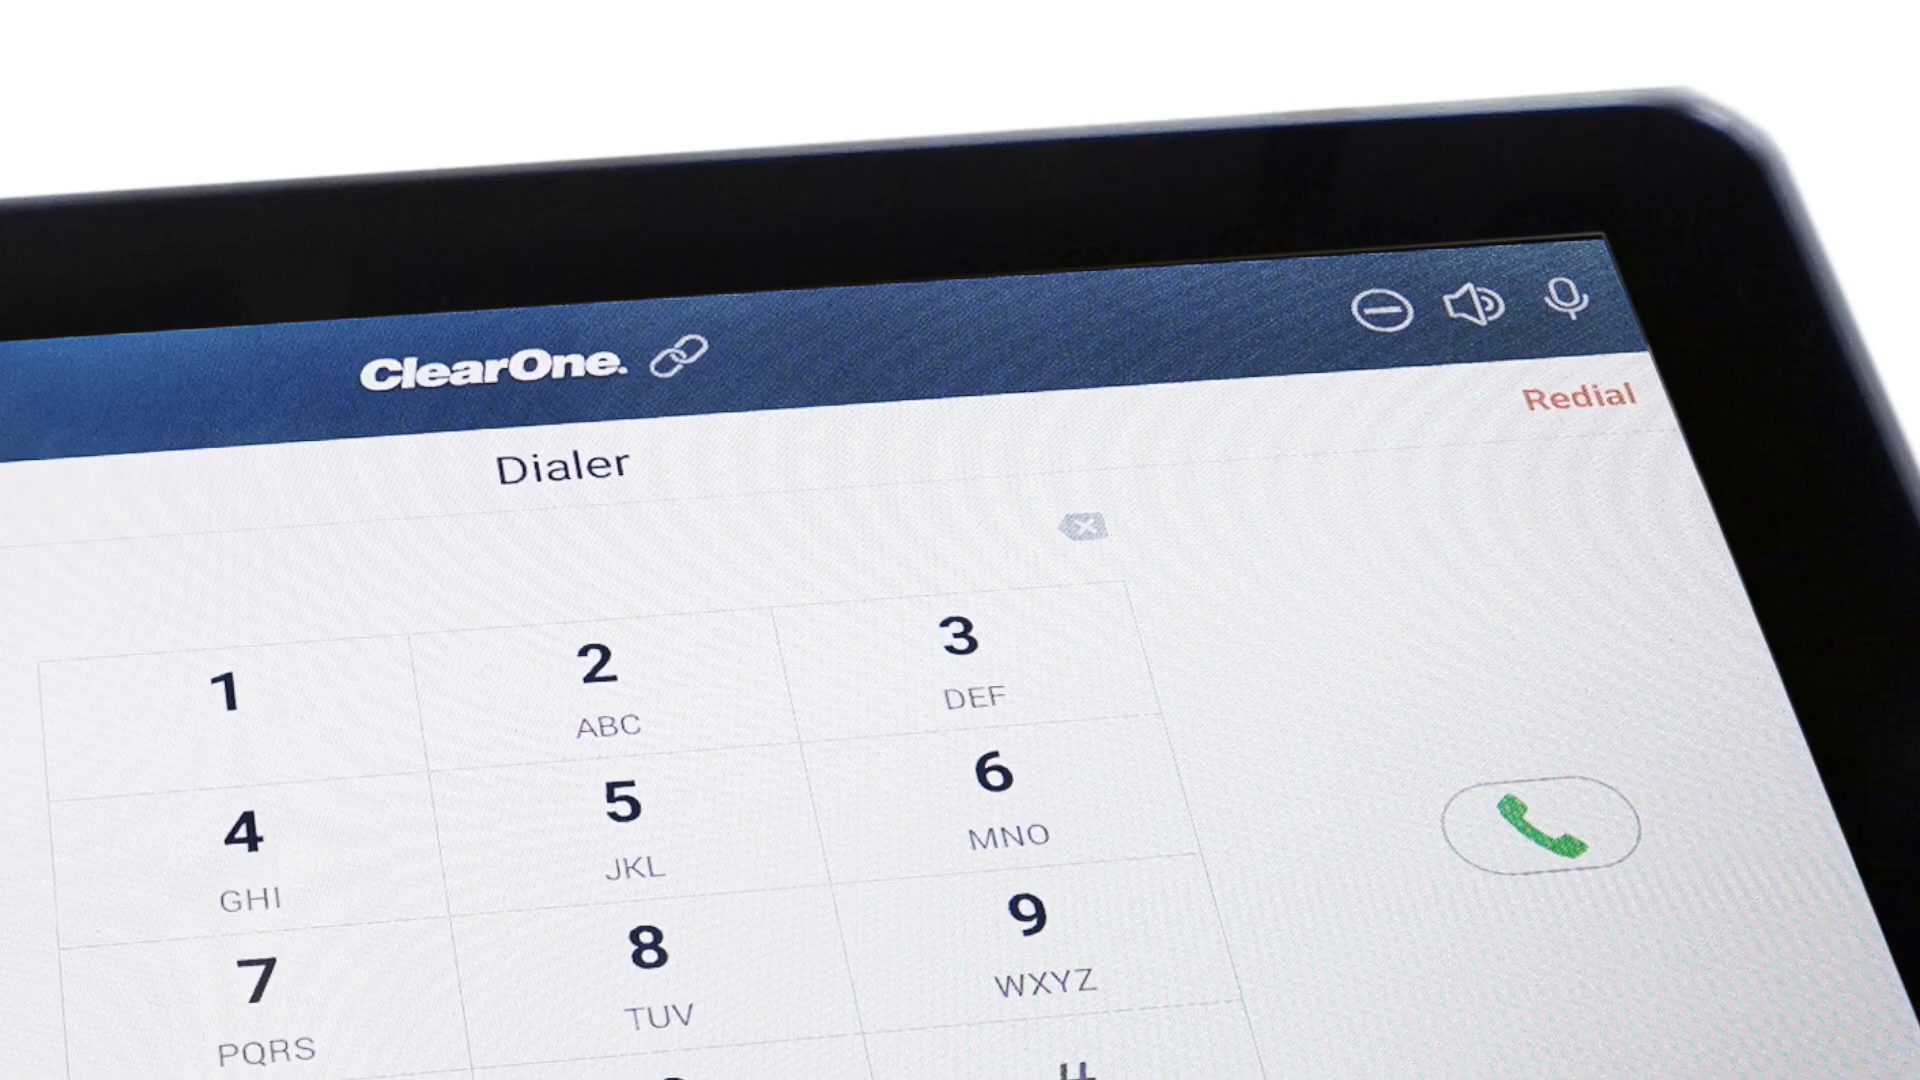 ClearOne.
Redial
Dialer
1
2
ABC
3
DEF
4
GHI
5
JKL
6
MNO
7
PQRS
8
TUV
9
WXYZ
#